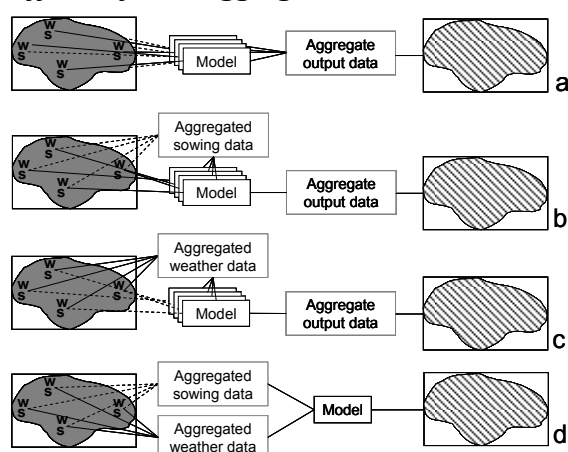 W
S
W
S
W
S
W
S
Model
Aggregate
output data
a
W
S
W
S
W
S
W
S
Aggregated
sowing data
Model
Aggregate
output data
b
W
S
W
S
W
S
W
S
Aggregated
weather data
Model
Aggregate
output data
c
W
S
W
S
W
S
W
S
Aggregated
sowing data
Aggregated
weather data
Model
d